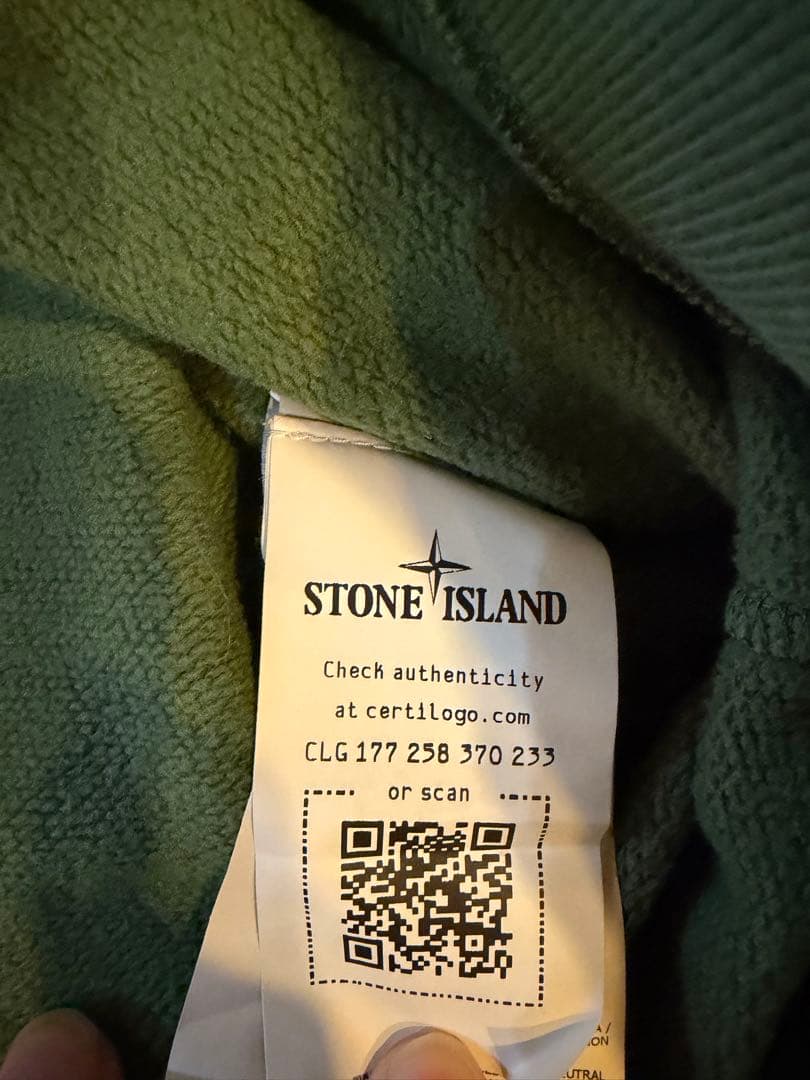 STONE ISLAND
Check authenticity
at certilogo.com
CLG 177 258 370 233
or scan